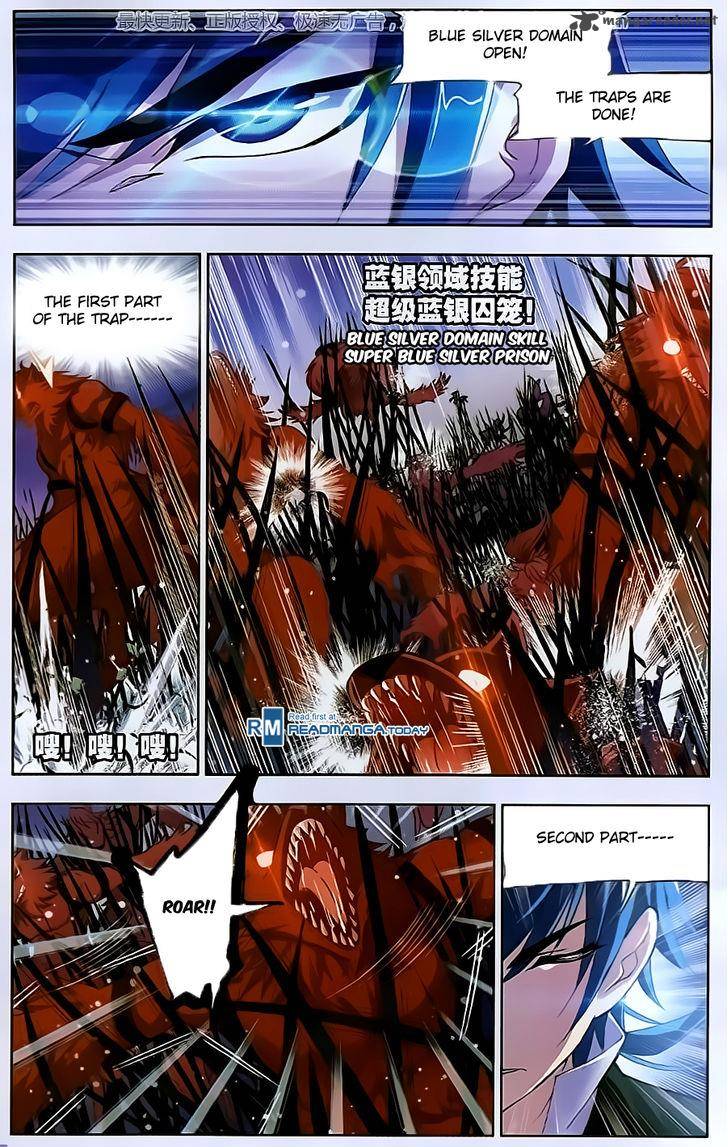 最快更新、正版授权、极速无广告，
mangareader.net
BLUE SILVER DOMAIN
OPEN!
THE TRAPS ARE
DONE!
THE FIRST PART
OF THE TRAP------
蓝银领域技能
超级蓝银囚笼!
BLUE SILVER DOMAIN SKILL
SUPER BLUE SILVER PRISON
嗖! 嗖! 嗖!
RM
Read first at
READMANGA.TODAY
ROAR!!
SECOND PART-----